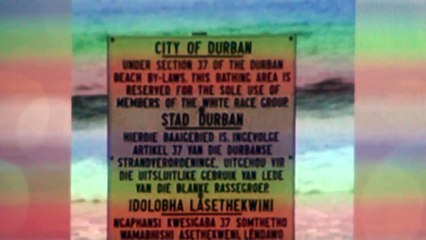 CITY OF DURBAN
UNDER SECTION 37 OF THE DURBAN
BEACH BY-LAWS, THIS BATHING AREA IS
RESERVED FOR THE SOLE USE OF
MEMBERS OF THE WHITE RACE GROUP.
STAD DURBAN
HIERDIE BAAIGEBIED IS, INGEVOLGE
ARTIKEL 37 VAN DIE DURBANSE
STRANDVERORDENINGE, UITGEHOU VIR
DIE UITSLUITLIKE GEBRUIK VAN LEDE
VAN DIE BLANKE RASSEGROEP.
IDOLOBHA LASETHEKWINI
NGAPHANSI KWESIGABA 37 SOMTHETHO
WAMABHISHI ASETHEKWENI, LENDAWO